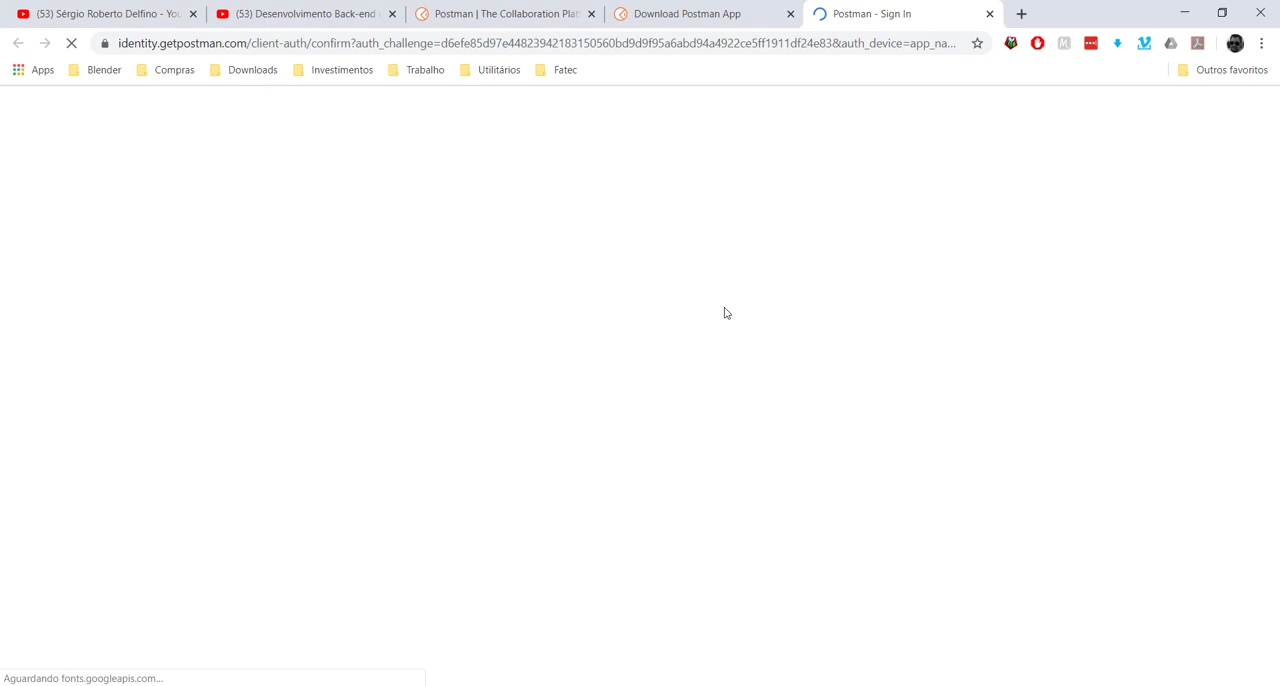 (53) Sérgio Roberto Delfino - You
(53) Desenvolvimento Back-end
Postman | The Collaboration Plat
Download Postman App
Postman - Sign In
identity.getpostman.com/client-auth/confirm?auth_challenge=d6efe85d97e44823942183150560bd9d9f95a6abd94a4922ce5ff1911df24e83&auth_device=app_na...
Apps
Blender
Compras
Downloads
Investimentos
Trabalho
Utilitários
Fatec
Outros favoritos
Aguardando fonts.googleapis.com...